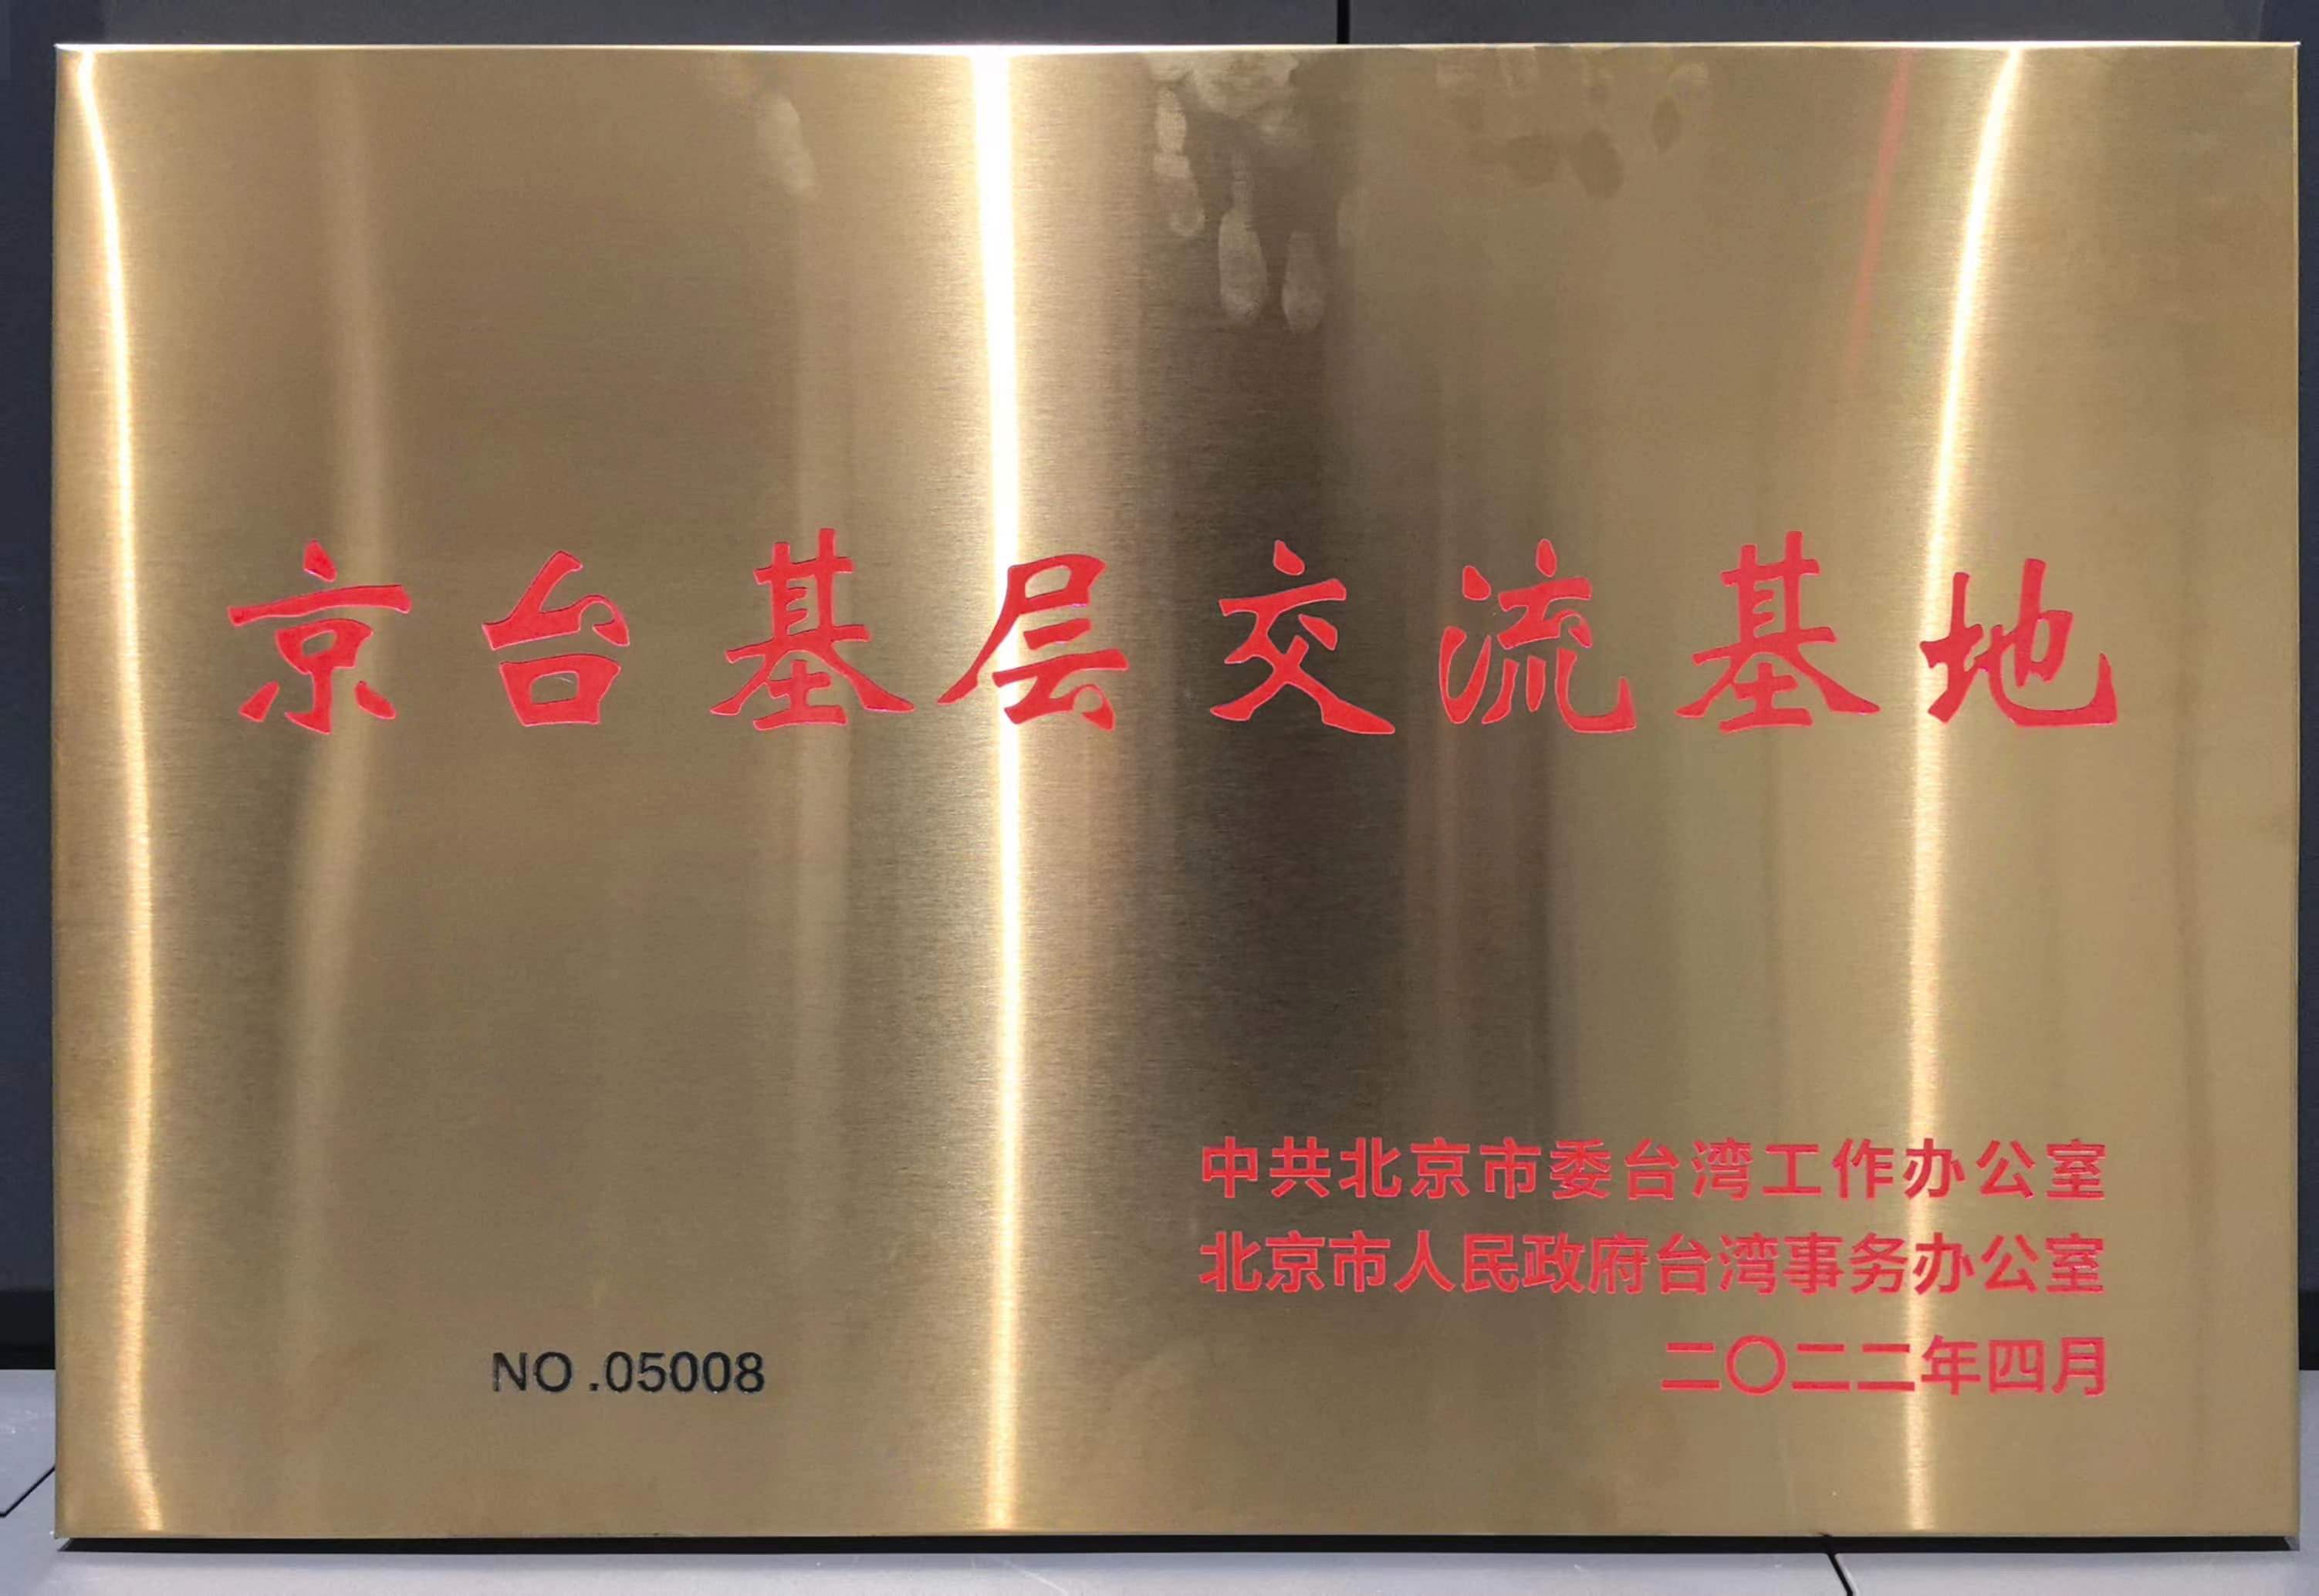 京台基层交流基地
中共北京市委台湾工作办公室
北京市人民政府台湾事务办公室
二〇二二年四月
NO.05008